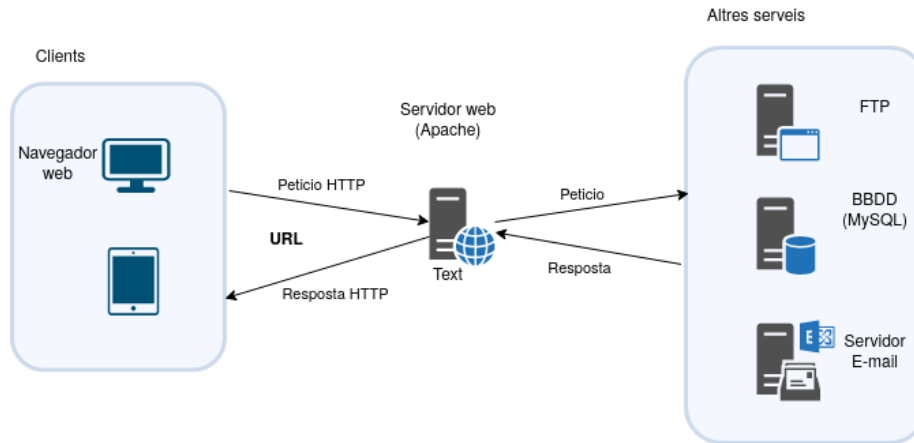 Altres serveis
Clients
Servidor web
(Apache)
FTP
Navegador
web
Petício HTTP
Peticio
BBDD
(MySQL)
URL
Text
Resposta
Resposta HTTP
E
Servidor
E-mail